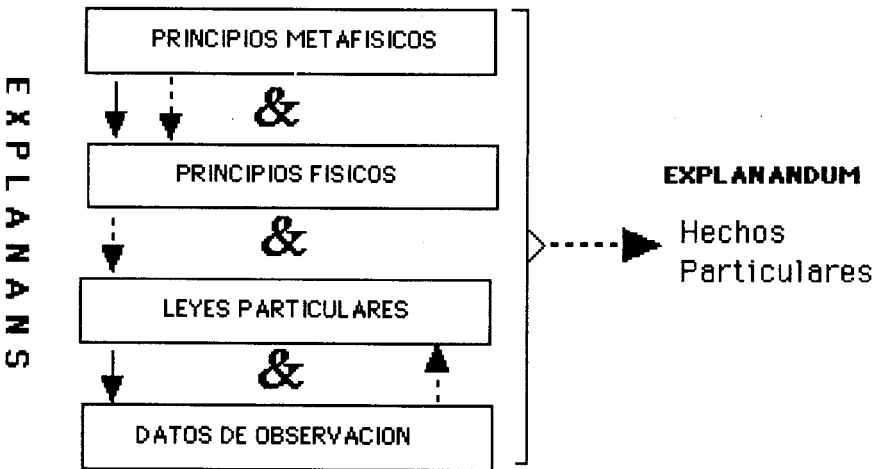 EXPLANANS
PRINCIPIOS METAFISICOS
&
PRINCIPIOS FISICOS
&
LEYES PARTICULARES
&
DATOS DE OBSERVACION
EXPLANANDUM
Hechos
Particulares